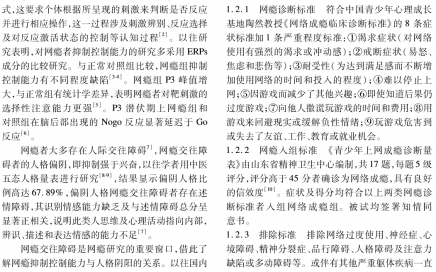 式,这要求个体根据所呈现的刺激来判断是否反应
并进行相应操作,这一过程涉及刺激辨别、反应选择
及对反应激活状态的控制等认知过程[2]。以往研
究表明,对网瘾者抑制控制能力的研究多采用 ERPs
成分的比较研究。与正常对照组比较,网瘾组抑制
控制能力有不同程度缺陷[3-4]。网瘾组 P3 峰值增
大,与正常组有统计学差异,表明网瘾者对靶刺激的
选择性注意能力更强[5]。P3 潜伏期上网瘾组和
对照组在脑后部出现的 Nogo 反应显著延迟于 Go
反应[6]。
网瘾者大多存在人际交往障碍[7],网瘾交往障
碍者的人格偏阴,即抑制强于兴奋,以往学者用中医
五态人格量表进行研究[8-9],结果显示偏阴人格比
例高达 67. 89%,偏阴人格网瘾交往障碍者存在述
情障碍,其识别情感能力缺乏及与述情障碍总分呈
显著正相关,说明此类人思维及心理活动指向内部,
辨识、描述和表达情感的能力不足[7]。
网瘾交往障碍是网瘾研究的重要窗口,借此了
解网瘾抑制控制能力与人格阴阳的关系。以往国内
1.2.1 网瘾诊断标准 符合中国青少年心理成长
基地陶然教授《网络成瘾临床诊断标准》的 8 条症
状标准加 1 条严重程度标准:①渴求症状(对网络
使用有强烈的渴求或冲动感);②戒断症状(易怒、
焦虑和悲伤等);③耐受性(为达到满足感而不断增
加使用网络的时间和投入的程度);④难以停止上
网;⑤因游戏而减少了其他兴趣;⑥即使知道后果仍
过度游戏;⑦向他人撒谎玩游戏的时间和费用;⑧用
游戏来回避现实或缓解负性情绪;⑨玩游戏危害到
或失去了友谊、工作、教育或就业机会。
1.2.2 网瘾入组标准 《青少年上网成瘾诊断量
表》由山东省精神卫生中心编制,共 17 题,每题 5 级
评分,评分高于 45 分者确诊为网络成瘾,具有良好
的信效度[10]。症状及得分均符合以上两类网瘾诊
断标准者入组网络成瘾组。被试均签署知情同
意书。
1.2.3 排除标准 排除网络过度使用、神经症、心
境障碍、精神分裂症、品行障碍、人格障碍及注意力
缺陷或多动障碍等。或伴有其他严重躯体疾病一直